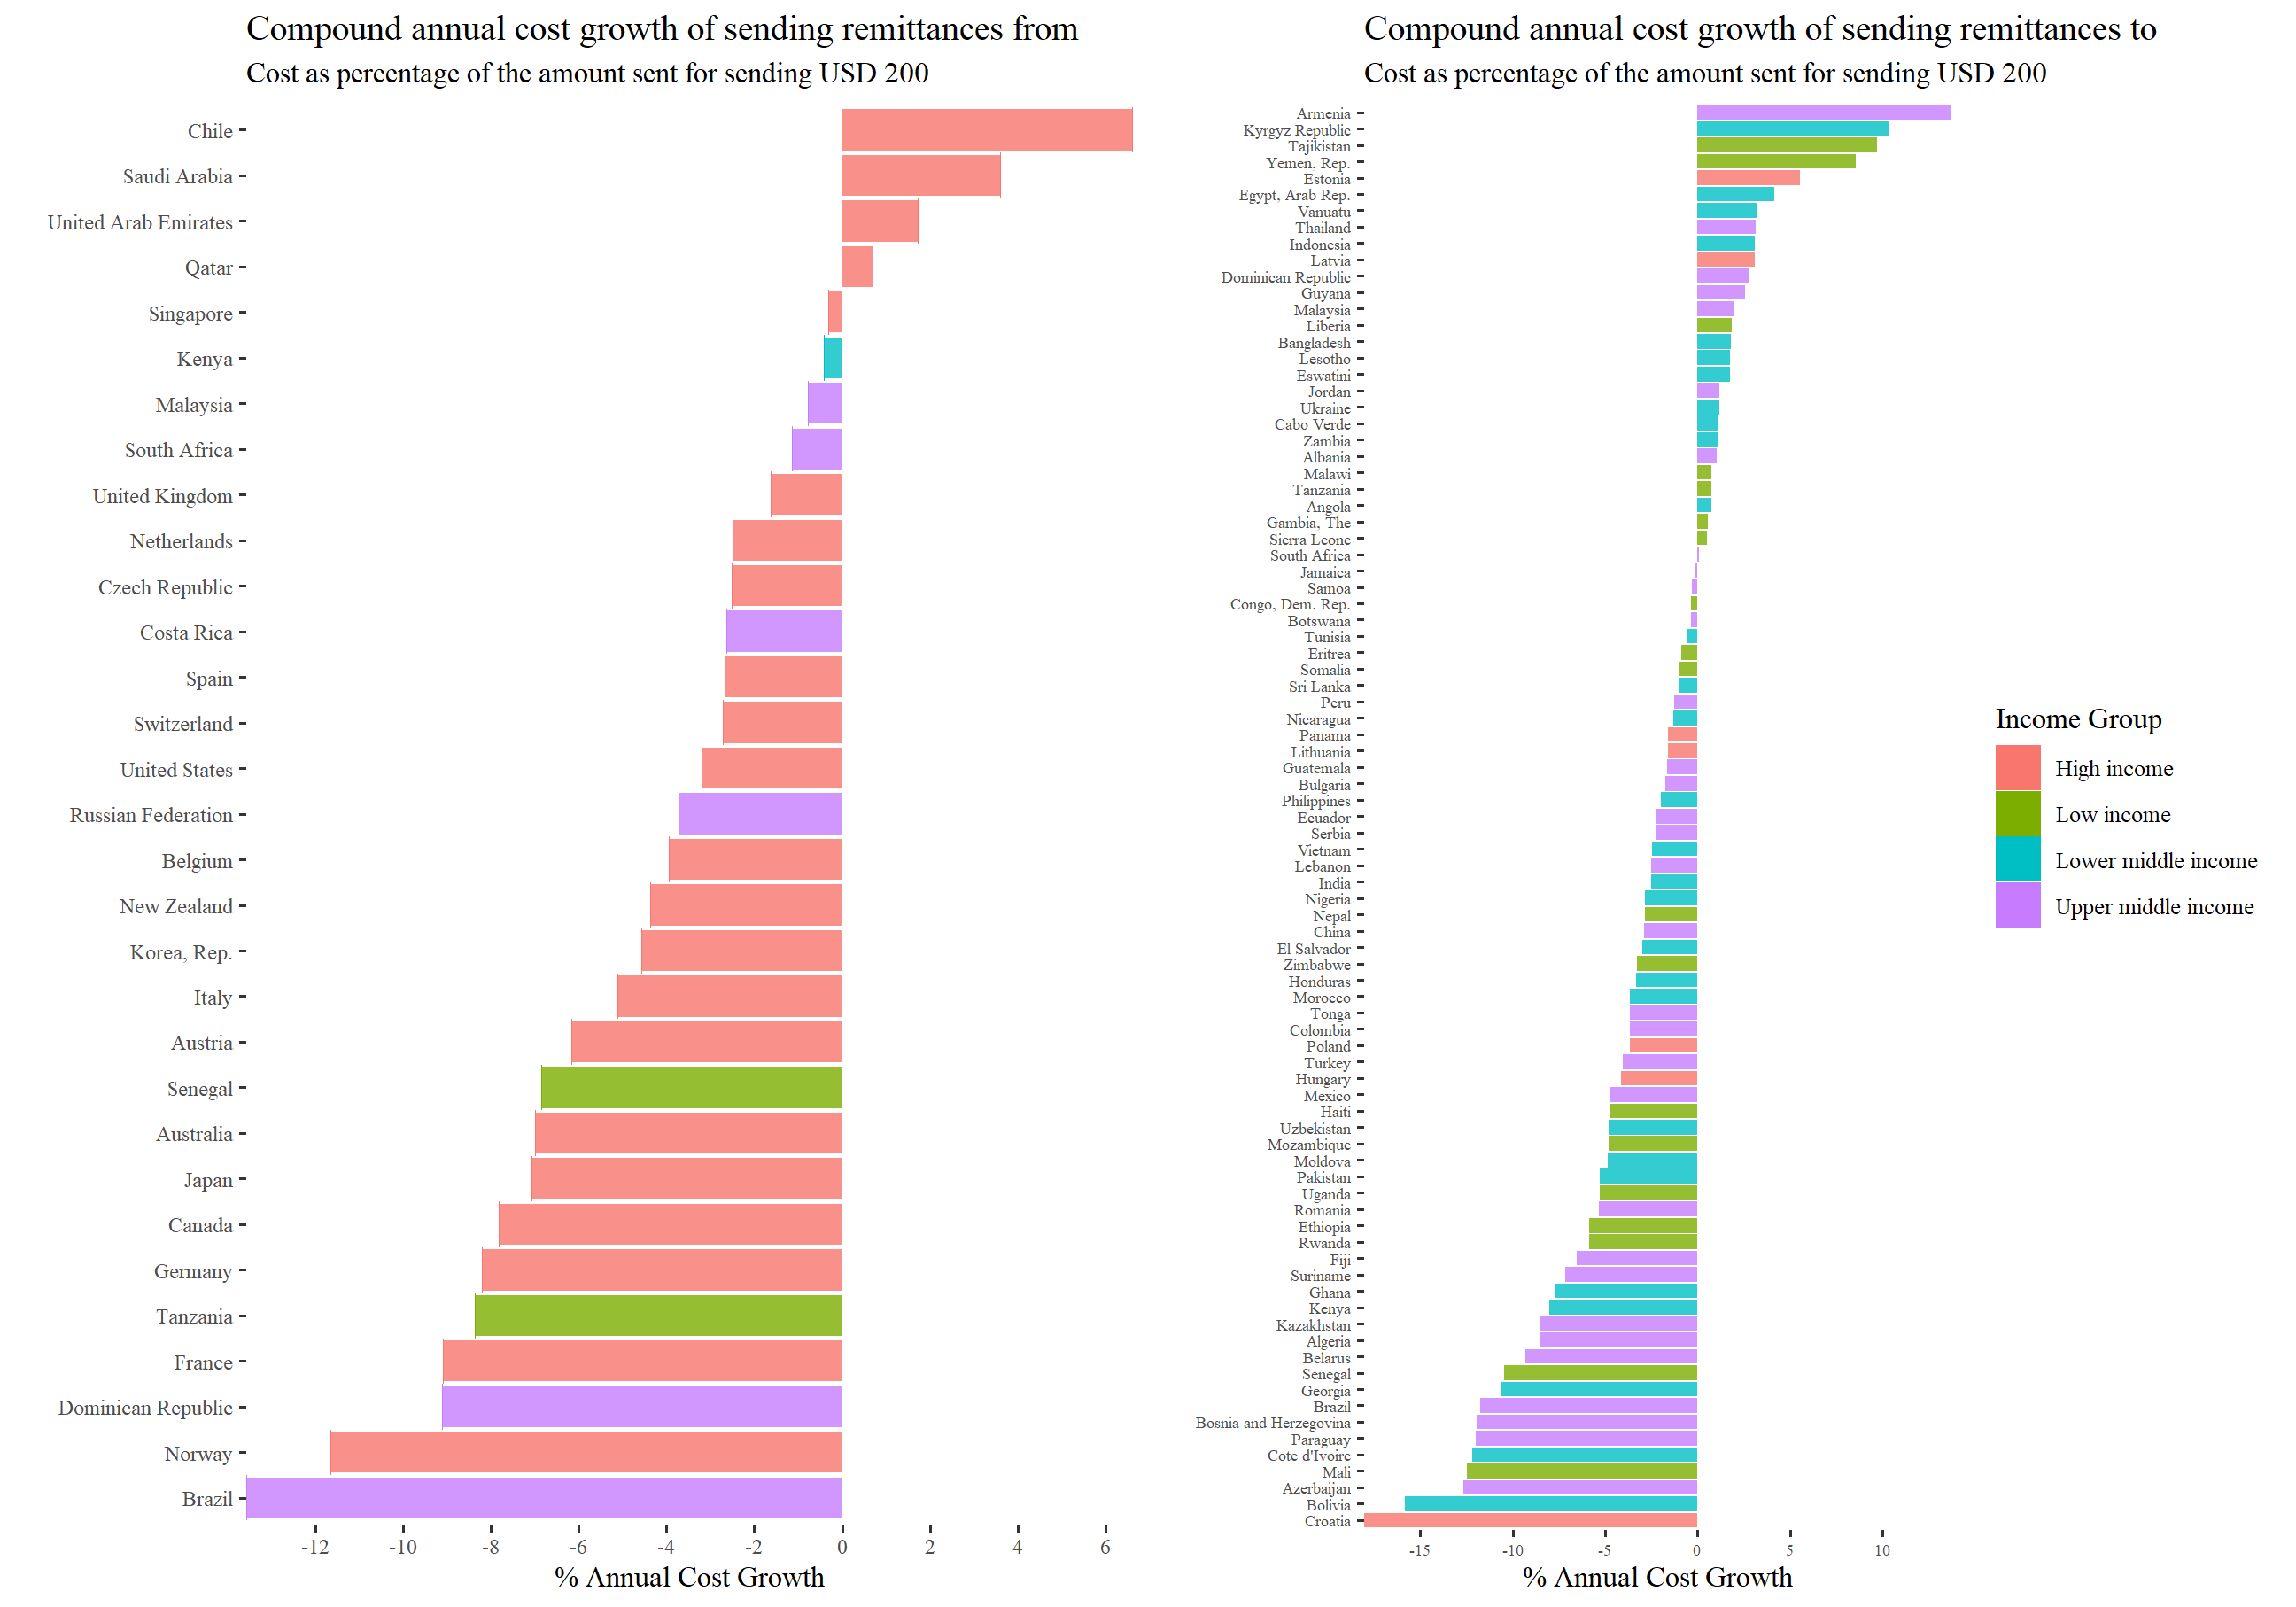 Compound annual cost growth of sending remittances from
Cost as percentage of the amount sent for sending USD 200
Chile
Saudi Arabia
United Arab Emirates
Qatar
Singapore
Kenya
Malaysia
South Africa
United Kingdom
Netherlands
Czech Republic
Costa Rica
Spain
Switzerland
United States
Russian Federation
Belgium
New Zealand
Korea, Rep.
Italy
Austria
Senegal
Australia
Japan
Canada
Germany
Tanzania
France
Dominican Republic
Norway
Brazil
-12 -10 -8 -6 -4 -2 0 2 4 6
% Annual Cost Growth
Compound annual cost growth of sending remittances to
Cost as percentage of the amount sent for sending USD 200
Armenia
Kyrgyz Republic
Tajikistan
Yemen, Rep.
Estonia
Egypt, Arab Rep.
Vanuatu
Thailand
Indonesia
Latvia
Dominican Republic
Guyana
Malaysia
Liberia
Bangladesh
Lesotho
Eswatini
Jordan
Ukraine
Cabo Verde
Zambia
Albania
Malawi
Tanzania
Angola
Gambia, The
Sierra Leone
South Africa
Jamaica
Samoa
Congo, Dem. Rep.
Botswana
Tunisia
Eritrea
Somalia
Sri Lanka
Peru
Nicaragua
Panama
Lithuania
Guatemala
Bulgaria
Philippines
Ecuador
Serbia
Vietnam
Lebanon
India
Nigeria
Nepal
China
El Salvador
Zimbabwe
Honduras
Morocco
Tonga
Colombia
Poland
Turkey
Hungary
Mexico
Haiti
Uzbekistan
Mozambique
Moldova
Pakistan
Uganda
Romania
Ethiopia
Rwanda
Fiji
Suriname
Ghana
Kenya
Kazakhstan
Algeria
Belarus
Senegal
Georgia
Brazil
Bosnia and Herzegovina
Paraguay
Cote d'Ivoire
Mali
Azerbaijan
Bolivia
Croatia
-15 -10 -5 0 5 10
% Annual Cost Growth
Income Group
High income
Low income
Lower middle income
Upper middle income